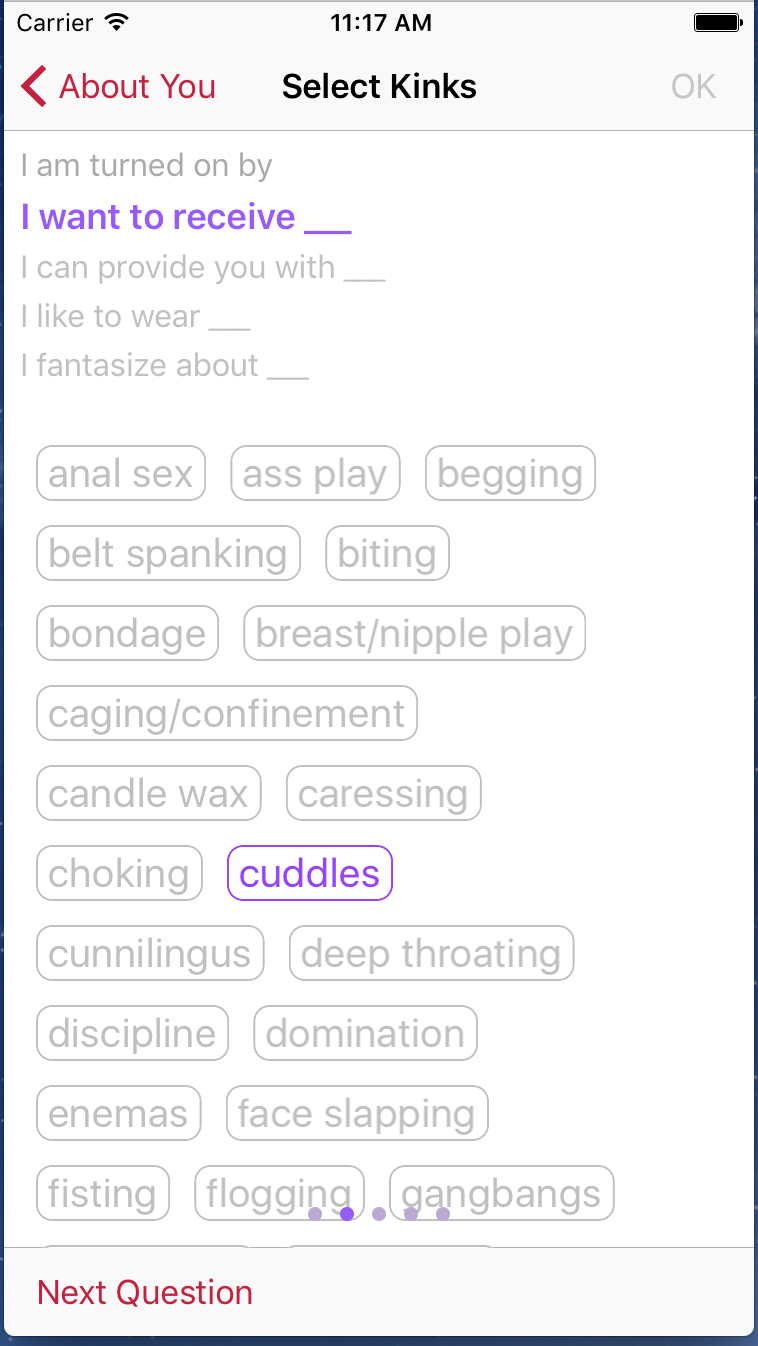 Carrier 11:17 AM
About You Select Kinks OK
I am turned on by
I want to receive ___
I can provide you with ___
I like to wear ___
I fantasize about ___
anal sex ass play begging
belt spanking biting
bondage breast/nipple play
caging/confinement
candle wax caressing
choking cuddles
cunnilingus deep throating
discipline domination
enemas face slapping
fisting flogging gangbangs
Next Question